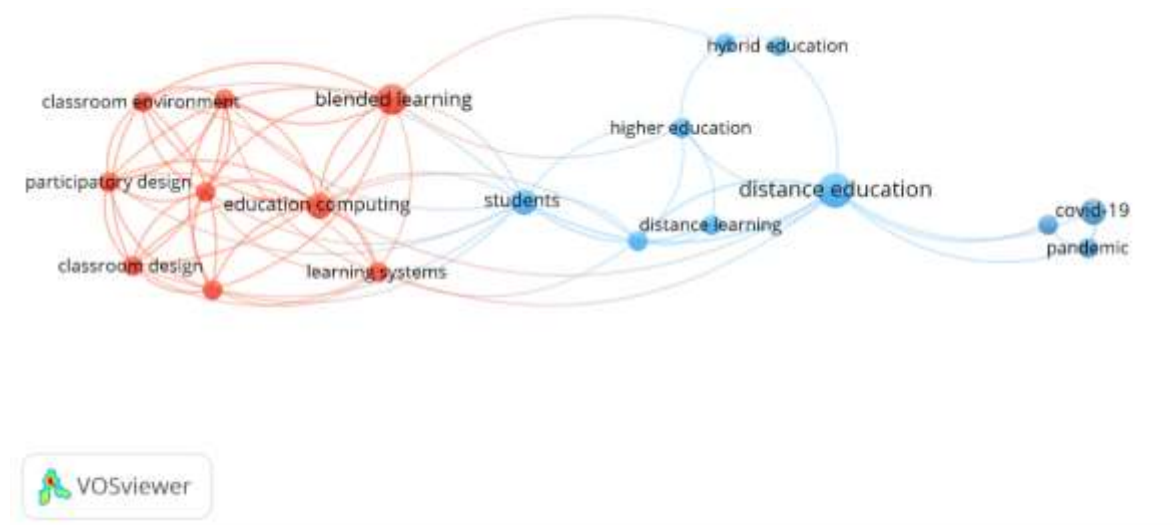 hybrid education
classroom environment
blended learning
higher education
participatory design
education computing
students
distance education
distance learning
covid-19
pandemic
classroom design
learning systems
VOSviewer